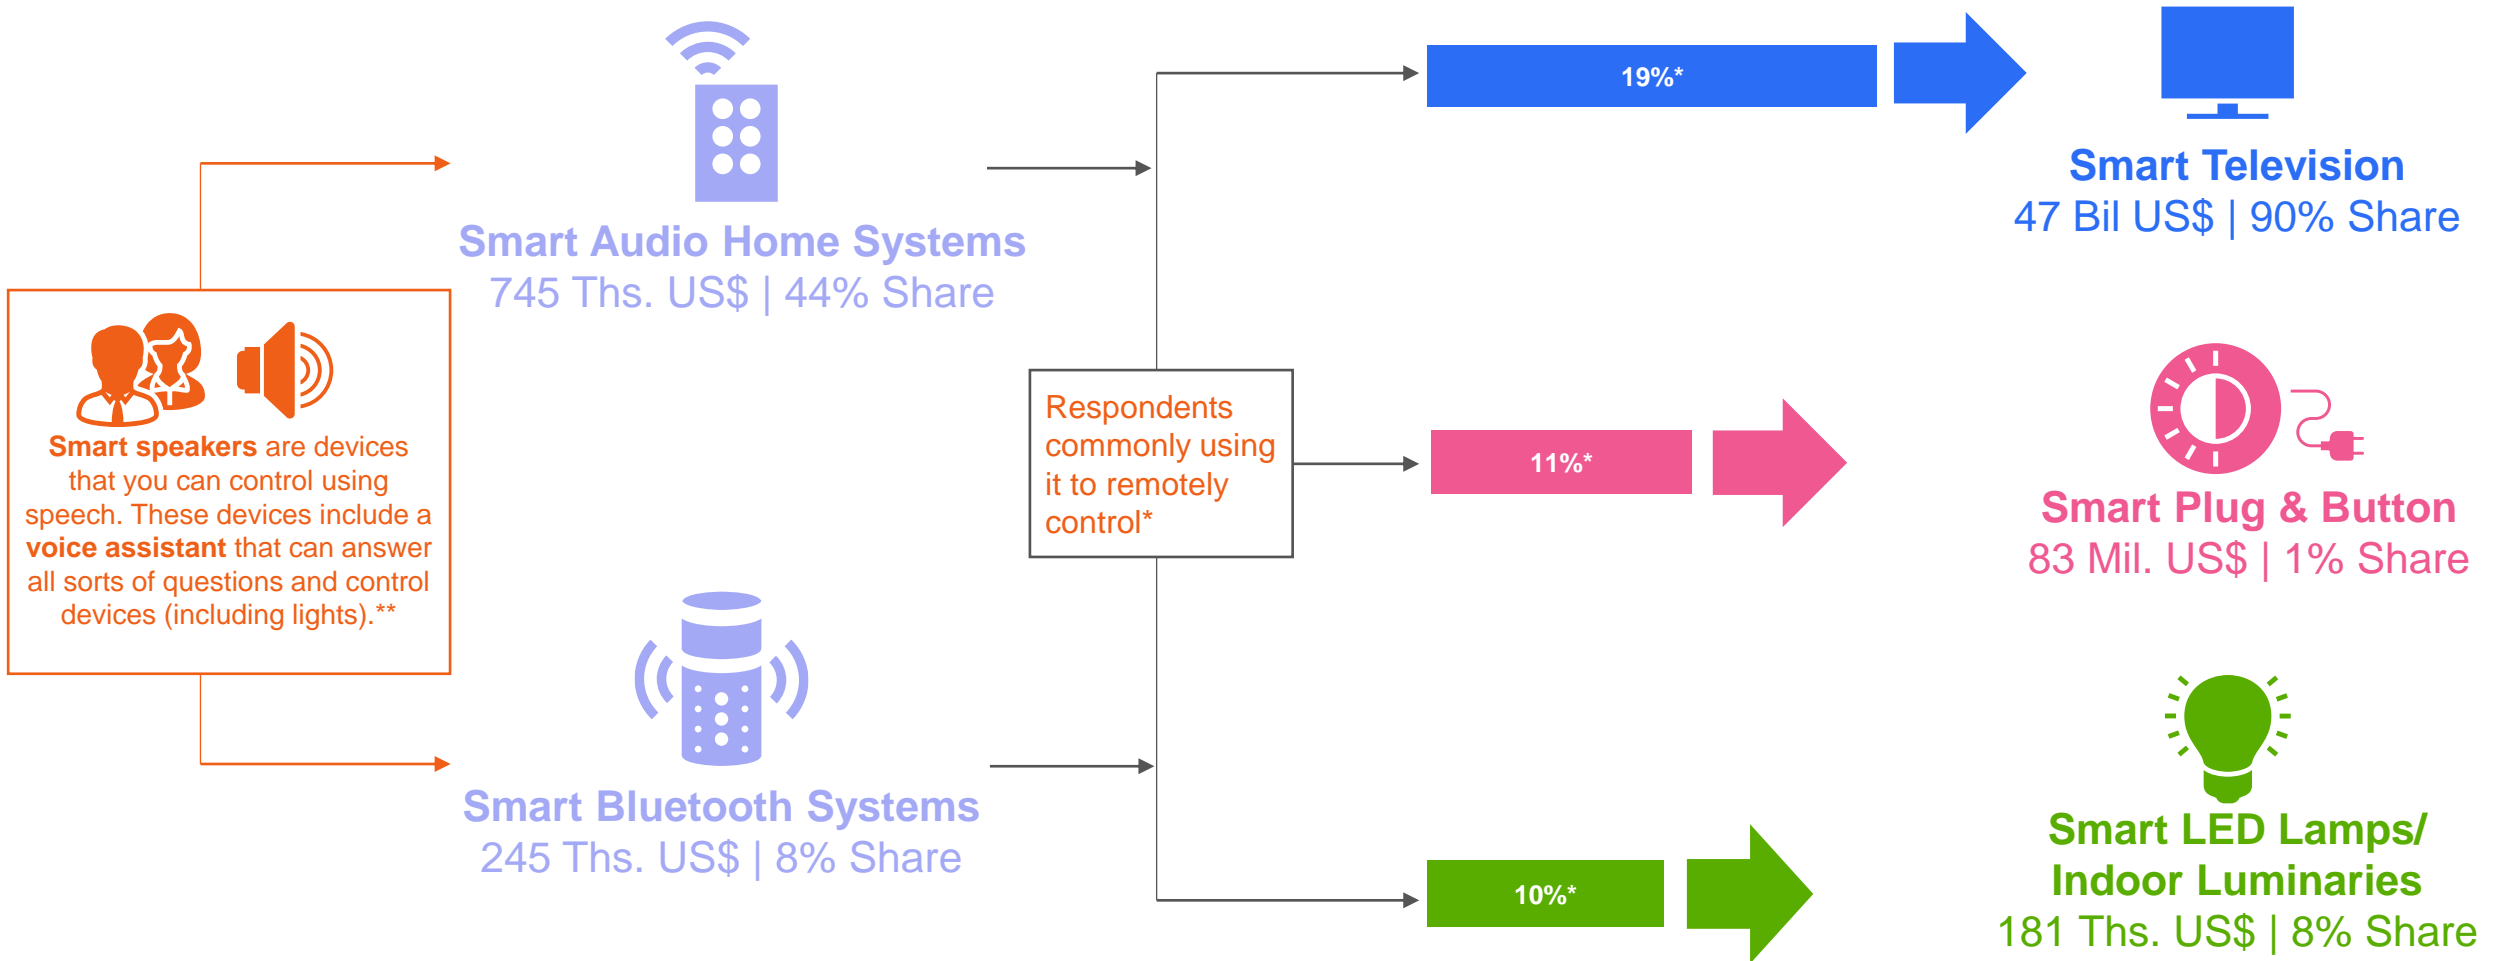 Smart speakers are devices
that you can control using
speech. These devices include a
voice assistant that can answer
all sorts of questions and control
devices (including lights).**
Smart Audio Home Systems
745 Ths. US$ | 44% Share
Smart Bluetooth Systems
245 Ths. US$ | 8% Share
Respondents
commonly using
it to remotely
control*
19%*
Smart Television
47 Bil US$ | 90% Share
11%*
Smart Plug & Button
83 Mil. US$ | 1% Share
10%*
Smart LED Lamps/
Indoor Luminaries
181 Ths. US$ | 8% Share